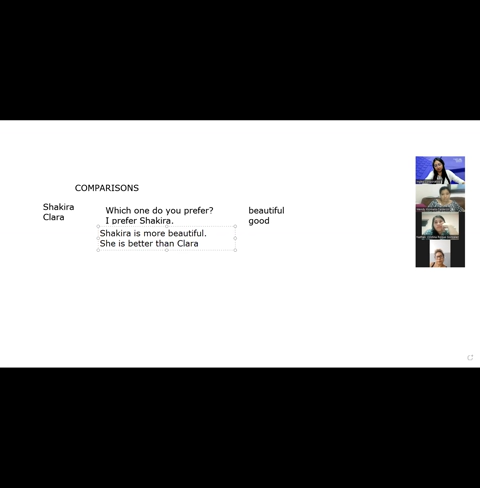 COMPARISONS
Shakira
Clara
Which one do you prefer?
I prefer Shakira.
beautiful
good
Shakira is more beautiful.
She is better than Clara